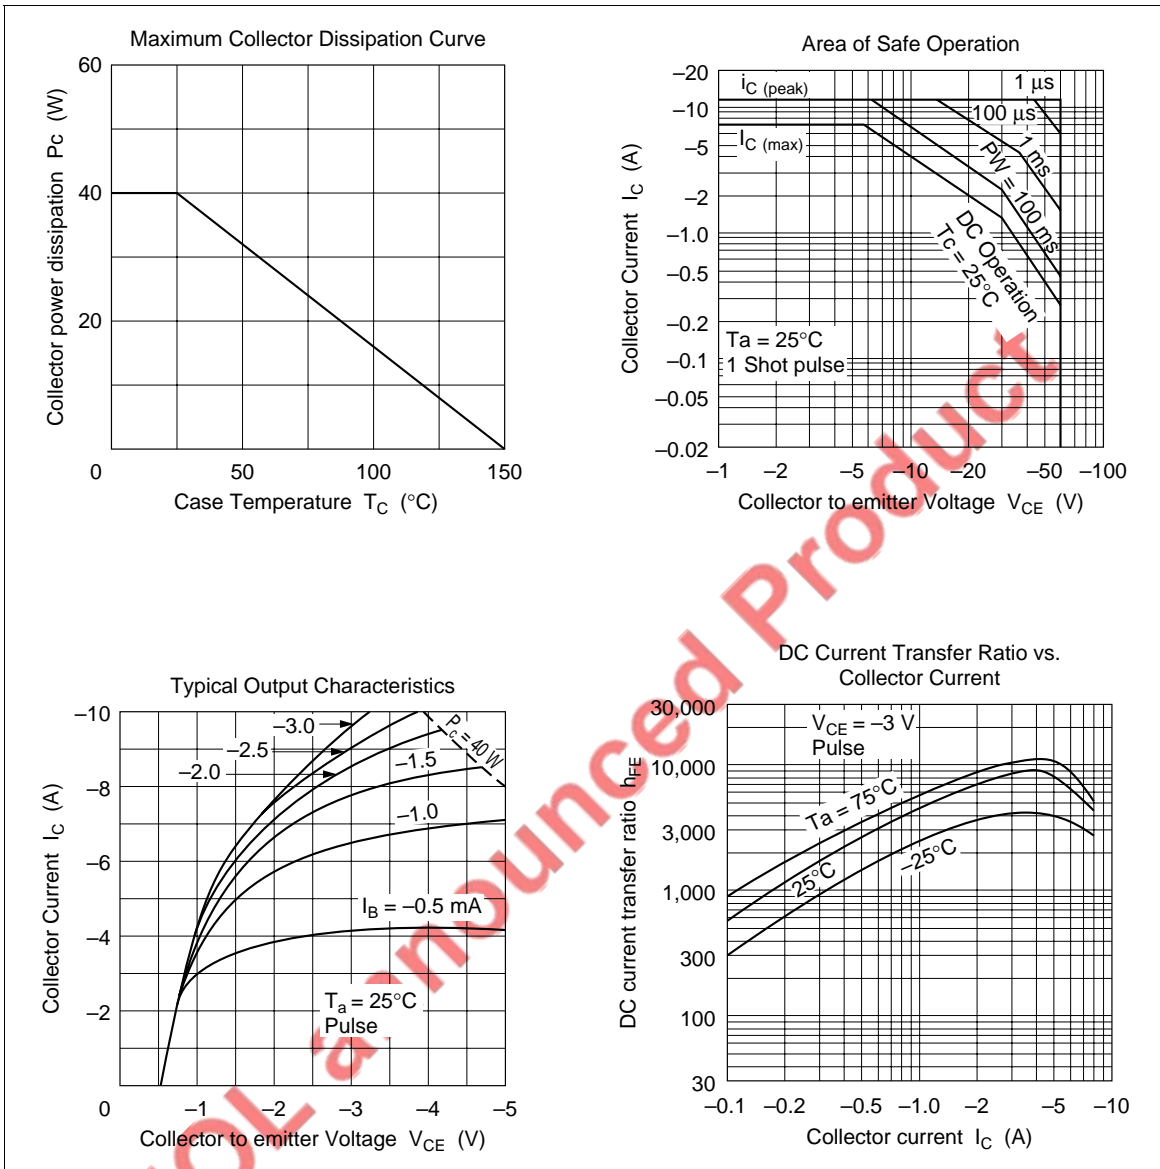 Maximum Collector Dissipation Curve
60
40
20
0
50
100
150
Collector power dissipation Pc (W)
Case Temperature TC (°C)
Area of Safe Operation
–20
–10
–5
–2
–1.0
–0.5
–0.2
–0.1
–0.05
–0.02
iC (peak)
IC (max)
1 μs
100 μs
1 ms
PW = 100 ms
DC Operation
Tc = 25°C
Ta = 25°C
1 Shot pulse
–1
–2
–5
–10
–20
–50
–100
Collector Current IC (A)
Collector to emitter Voltage VCE (V)
Typical Output Characteristics
–10
–8
–6
–4
–2
0
–1
–2
–3
–4
–5
–3.0
–2.5
–2.0
–1.5
–1.0
Pc = 40 W
IB = –0.5 mA
Ta = 25°C
Pulse
Collector Current IC (A)
Collector to emitter Voltage VCE (V)
DC Current Transfer Ratio vs.
Collector Current
30,000
10,000
3,000
1,000
300
100
30
VCE = –3 V
Pulse
Ta = 75°C
25°C
–25°C
–0.1
–0.2
–0.5
–1.0
–2
–5
–10
DC current transfer ratio hFE
Collector current IC (A)
EOL announced Product